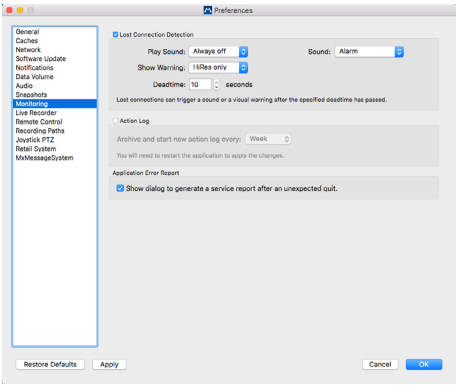 Preferences
General
Caches
Network
Software Update
Notifications
Data Volume
Audio
Snapshots
Monitoring
Live Recorder
Remote Control
Recording Paths
Joystick PTZ
Retail System
MxMessageSystem
Lost Connection Detection
Play Sound: Always off Sound: Alarm
Show Warning: HiRes only
Deadtime: 10 seconds
Lost connections can trigger a sound or a visual warning after the specified deadtime has passed.
Action Log
Archive and start new action log every: Week
You will need to restart the application to apply the changes.
Application Error Report
Show dialog to generate a service report after an unexpected quit.
Restore Defaults Apply Cancel OK